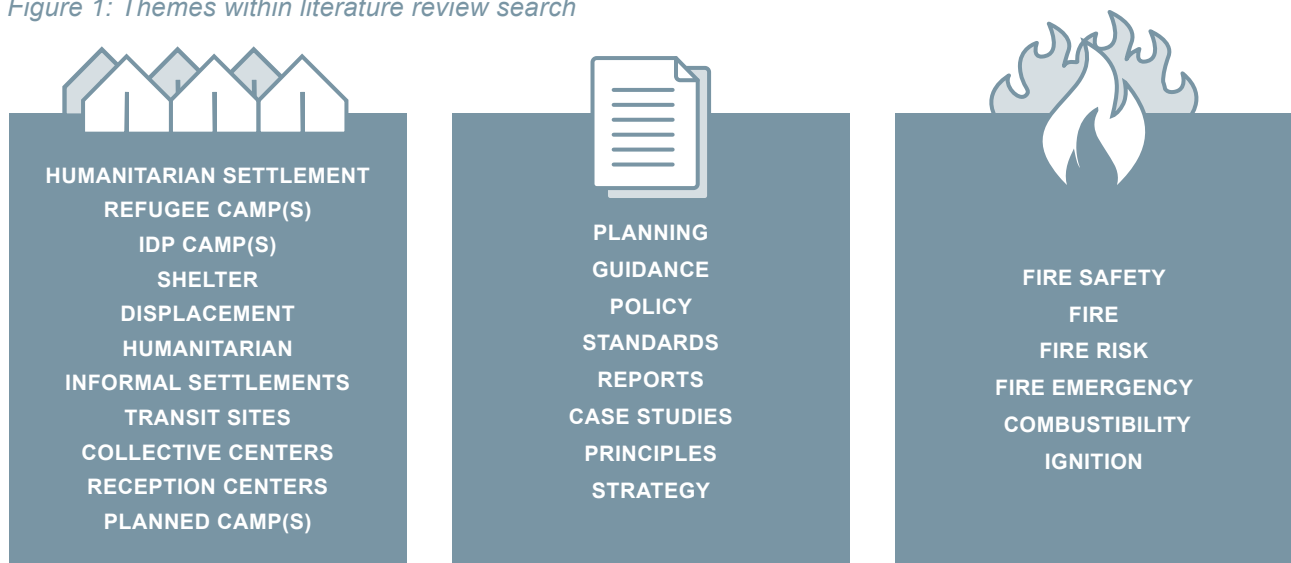 Figure 1: Themes within literature review search
HUMANITARIAN SETTLEMENT
REFUGEE CAMP(S)
IDP CAMP(S)
SHELTER
DISPLACEMENT
HUMANITARIAN
INFORMAL SETTLEMENTS
TRANSIT SITES
COLLECTIVE CENTERS
RECEPTION CENTERS
PLANNED CAMP(S)
PLANNING
GUIDANCE
POLICY
STANDARDS
REPORTS
CASE STUDIES
PRINCIPLES
STRATEGY
FIRE SAFETY
FIRE
FIRE RISK
FIRE EMERGENCY
COMBUSTIBILITY
IGNITION